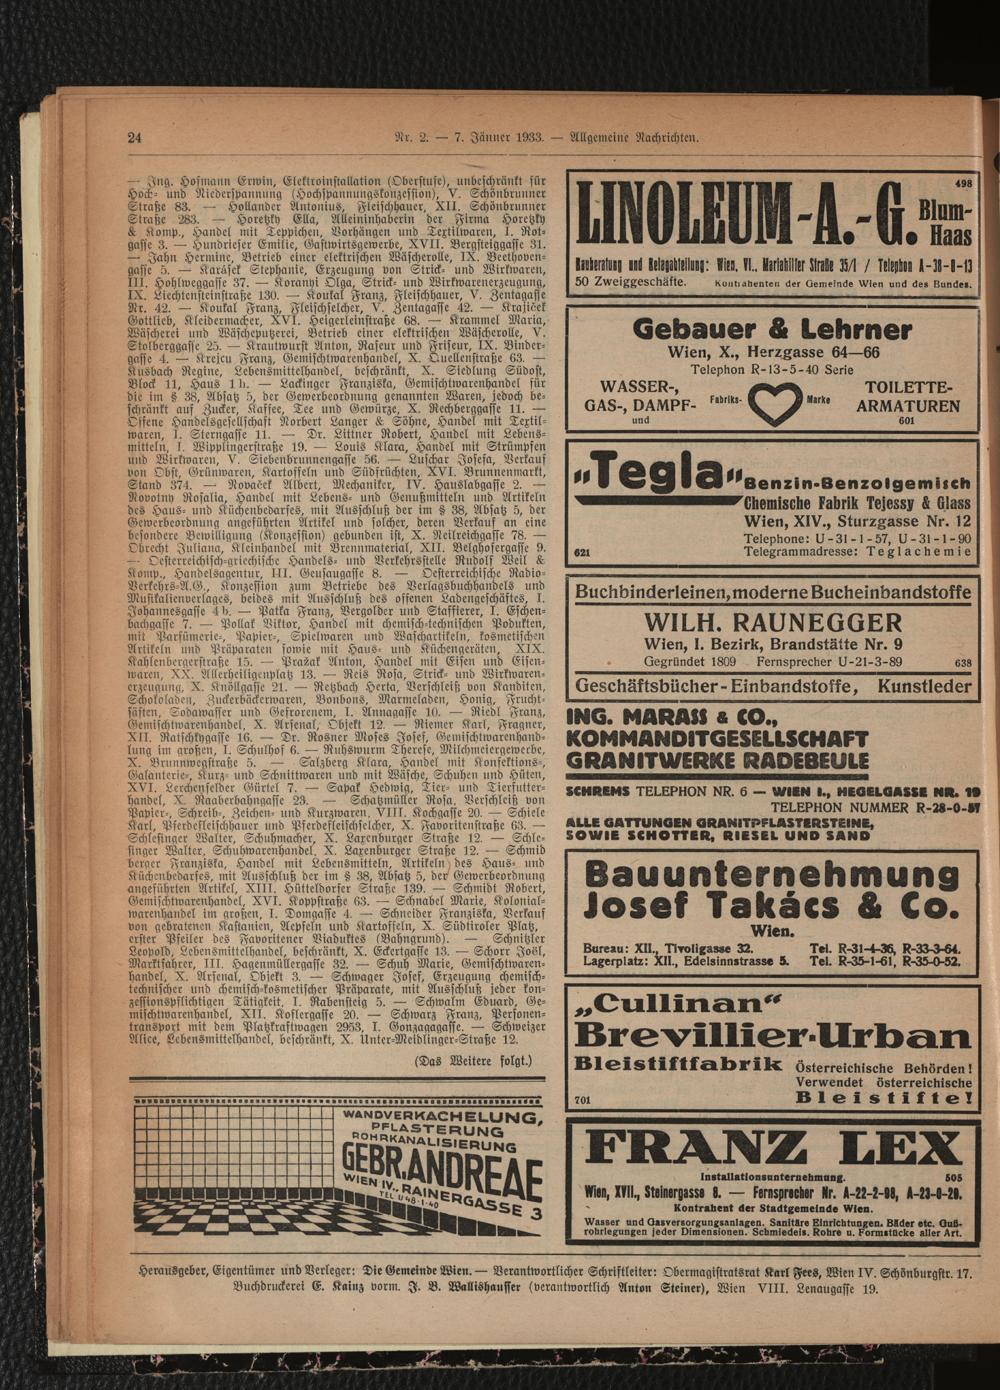 24
Nr. 2. — 7. Jänner 1933. — Allgemeine Nachrichten.
— Ing. Hofmann Erwin, Elektroinstallation (Oberstufe), unbeschränkt für
Hoch- und Niederspannung (Hochspannungskonzession), V. Schönbrunner
Straße 83. — Hollander Antonius, Fleischhauer, XII. Schönbrunner
Straße 283. — Horetzky Ella, Alleininhaberin der Firma Horetzky
& Komp., Handel mit Teppichen, Vorhängen und Textilwaren, I. Rot-
gasse 3. — Hundrieser Emilie, Gastwirtsgewerbe, XVII. Bergsteiggasse 31.
— Jahn Hermine, Betrieb einer elektrischen Wäscherolle, IX. Beethoven-
gasse 5. — Karásek Stephanie, Erzeugung von Strick- und Wirkwaren,
III. Hohlweggasse 37. — Koranyi Olga, Strick- und Wirkwarenerzeugung,
IX. Liechtensteinstraße 130. — Koukal Franz, Fleischhauer, V. Zentagasse
Nr. 42. — Koukal Franz, Fleischselcher, V. Zentagasse 42. — Krajiček
Gottlieb, Kleidermacher, XVI. Heigerleinstraße 68. — Krammel Maria,
Wäscherei und Wäscheputzerei, Betrieb einer elektrischen Wäscherolle, V.
Stolberggasse 25. — Krautwurst Anton, Raseur und Friseur, IX. Binder-
gasse 4. — Krejcu Franz, Gemischtwarenhandel, X. Quellenstraße 63. —
Kusbach Regine, Lebensmittelhandel, beschränkt, X. Siedlung Südost,
Block 11, Haus 1 h. — Lackinger Franziska, Gemischtwarenhandel für
die im § 38, Absatz 5, der Gewerbeordnung genannten Waren, jedoch be-
schränkt auf Zucker, Kaffee, Tee und Gewürze, X. Rechberggasse 11. —
Offene Handelsgesellschaft Norbert Langer & Söhne, Handel mit Textil-
waren, I. Sterngasse 11. — Dr. Littner Robert, Handel mit Lebens-
mitteln, I. Wipplingerstraße 19. — Louis Klara, Handel mit Strümpfen
und Wirkwaren, V. Siebenbrunnengasse 56. — Luschar Josefa, Verkauf
von Obst, Grünwaren, Kartoffeln und Südfrüchten, XVI. Brunnenmarkt,
Stand 374. — Novaček Albert, Mechaniker, IV. Hauslabgasse 2. —
Novotny Rosalia, Handel mit Lebens- und Genußmitteln und Artikeln
des Haus- und Küchenbedarfes, mit Ausschluß der im § 38, Absatz 5, der
Gewerbeordnung angeführten Artikel und solcher, deren Verkauf an eine
besondere Bewilligung (Konzession) gebunden ist, X. Neilreichgasse 78. —
Obrecht Juliana, Kleinhandel mit Brennmaterial, XII. Belghofergasse 9.
— Oesterreichisch-griechische Handels- und Verkehrsstelle Rudolf Weil &
Komp., Handelsagentur, III. Geusaugasse 8. — Oesterreichische Radio-
Verkehrs-A.G., Konzession zum Betriebe des Verlagsbuchhandels und
Musikalienverlages, beides mit Ausschluß des offenen Ladengeschäftes, I.
Johannesgasse 4 b. — Patka Franz, Vergolder und Staffierer, I. Eschen-
bachgasse 7. — Pollak Viktor, Handel mit chemisch-technischen Podukten,
mit Parfümerie-, Papier-, Spielwaren und Waschartikeln, kosmetischen
Artikeln und Präparaten sowie mit Haus- und Küchengeräten, XIX.
Kahlenbergerstraße 15. — Pražak Anton, Handel mit Eisen und Eisen-
waren, XX. Allerheiligenplatz 13. — Reis Rosa, Strick- und Wirkwaren-
erzeugung, X. Knöllgasse 21. — Retzbach Herta, Verschleiß von Kanditen,
Schokoladen, Zuckerbäckerwaren, Bonbons, Marmeladen, Honig, Frucht-
säften, Sodawasser und Gefrorenem, I. Annagasse 10. — Riedl Franz,
Gemischtwarenhandel, X. Arsenal, Objekt 12. — Riemer Karl, Fragner,
XII. Ratschkygasse 16. — Dr. Rosner Moses Josef, Gemischtwarenhand-
lung im großen, I. Schulhof 6. — Ruhswurm Therese, Milchmeiergewerbe,
X. Brunnwegstraße 5. — Salzberg Klara, Handel mit Konfektions-,
Galanterie-, Kurz- und Schnittwaren und mit Wäsche, Schuhen und Hüten,
XVI. Lerchenfelder Gürtel 7. — Sapak Hedwig, Tier- und Tierfutter-
handel, X. Raaberbahngasse 23. — Schatzmüller Rosa, Verschleiß von
Papier-, Schreib-, Zeichen- und Kurzwaren, VIII. Kochgasse 20. — Schiele
Karl, Pferdefleischhauer und Pferdefleischselcher, X. Favoritenstraße 63. —
Schlesinger Walter, Schuhmacher, X. Laxenburger Straße 12. — Schle-
singer Walter, Schuhwarenhandel, X. Laxenburger Straße 12. — Schmid
berger Franziska, Handel mit Lebensmitteln, Artikeln des Haus- und
Küchenbedarfes, mit Ausschluß der im § 38, Absatz 5, der Gewerbeordnung
angeführten Artikel, XIII. Hütteldorfer Straße 139. — Schmidt Robert,
Gemischtwarenhandel, XVI. Koppstraße 63. — Schnabel Marie, Kolonial-
warenhandel im großen, I. Domgasse 4. — Schneider Franziska, Verkauf
von gebratenen Kastanien, Aepfeln und Kartoffeln, X. Südtiroler Platz,
erster Pfeiler des Favoritener Viaduktes (Bahngrund). — Schnitzler
Leopold, Lebensmittelhandel, beschränkt, X. Eckertgasse 13. — Schorr Joël,
Marktfahrer, III. Hagenmüllergasse 32. — Schuh Marie, Gemischtwaren-
handel, X. Arsenal, Objekt 3. — Schwager Josef, Erzeugung chemisch-
technischer und chemisch-kosmetischer Präparate, mit Ausschluß jeder kon-
zessionspflichtigen Tätigkeit, I. Rabensteig 5. — Schwalm Eduard, Ge-
mischtwarenhandel, XII. Koflergasse 20. — Schwarz Franz, Personen-
transport mit dem Platzkraftwagen 2953, I. Gonzagagasse. — Schweizer
Alice, Lebensmittelhandel, beschränkt, X. Unter-Meidlinger-Straße 12.
(Das Weitere folgt.)
WANDVERKACHELUNG,
PFLASTERUNG
ROHRKANALISIERUNG
GEBR. ANDREAE
WIEN IV., RAINERGASSE 3
TEL U 48-1-40
498
LINOLEUM-A.-G. Blum-
Haas
Bauberatung und Belagabteilung: Wien, VI., Mariahilfer Straße 35/I / Telephon A-38-0-13
50 Zweiggeschäfte. Kontrahenten der Gemeinde Wien und des Bundes.
Gebauer & Lehrner
Wien, X., Herzgasse 64—66
Telephon R-13-5-40 Serie
WASSER-,
GAS-, DAMPF-
und
Fabriks- Marke
TOILETTE-
ARMATUREN
601
„Tegla“ Benzin-Benzolgemisch
Chemische Fabrik Tejessy & Glass
Wien, XIV., Sturzgasse Nr. 12
Telephone: U-31-1-57, U-31-1-90
621 Telegrammadresse: Teglachemie
Buchbinderleinen, moderne Bucheinbandstoffe
WILH. RAUNEGGER
Wien, I. Bezirk, Brandstätte Nr. 9
Gegründet 1809 Fernsprecher U-21-3-89 638
Geschäftsbücher-Einbandstoffe, Kunstleder
ING. MARASS & CO.,
KOMMANDITGESELLSCHAFT
GRANITWERKE RADEBEULE
SCHREMS TELEPHON NR. 6 — WIEN I., HEGELGASSE NR. 19
TELEPHON NUMMER R-28-0-57
ALLE GATTUNGEN GRANITPFLASTERSTEINE,
SOWIE SCHOTTER, RIESEL UND SAND
Bauunternehmung
Josef Takács & Co.
Wien.
Bureau: XII., Tivoligasse 32. Tel. R-31-4-36, R-33-3-64.
Lagerplatz: XII., Edelsinnstrasse 5. Tel. R-35-1-61, R-35-0-52.
„Cullinan“
Brevillier-Urban
Bleistiftfabrik Österreichische Behörden!
Verwendet österreichische
701 Bleistifte!
FRANZ LEX
Installationsunternehmung. 505
Wien, XVII., Steinergasse 8. — Fernsprecher Nr. A-22-2-98, A-23-0-29.
Kontrahent der Stadtgemeinde Wien.
Wasser und Gasversorgungsanlagen. Sanitäre Einrichtungen. Bäder etc. Guß-
rohrlegungen jeder Dimensionen. Schmiedeis. Rohre u. Formstücke aller Art.
Herausgeber, Eigentümer und Verleger: Die Gemeinde Wien. — Verantwortlicher Schriftleiter: Obermagistratsrat Karl Fees, Wien IV. Schönburgstr. 17.
Buchdruckerei E. Kainz vorm. J. B. Wallishausser (verantwortlich Anton Steiner), Wien VIII. Lenaugasse 19.